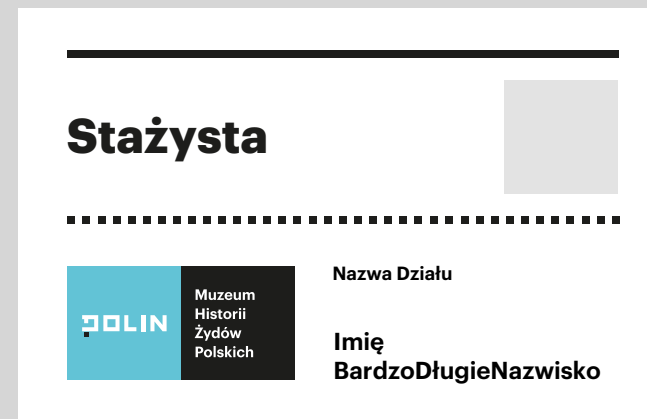 Stażysta
POLIN
Muzeum
Historii
Żydów
Polskich
Nazwa Działu
Imię
BardzoDługieNazwisko